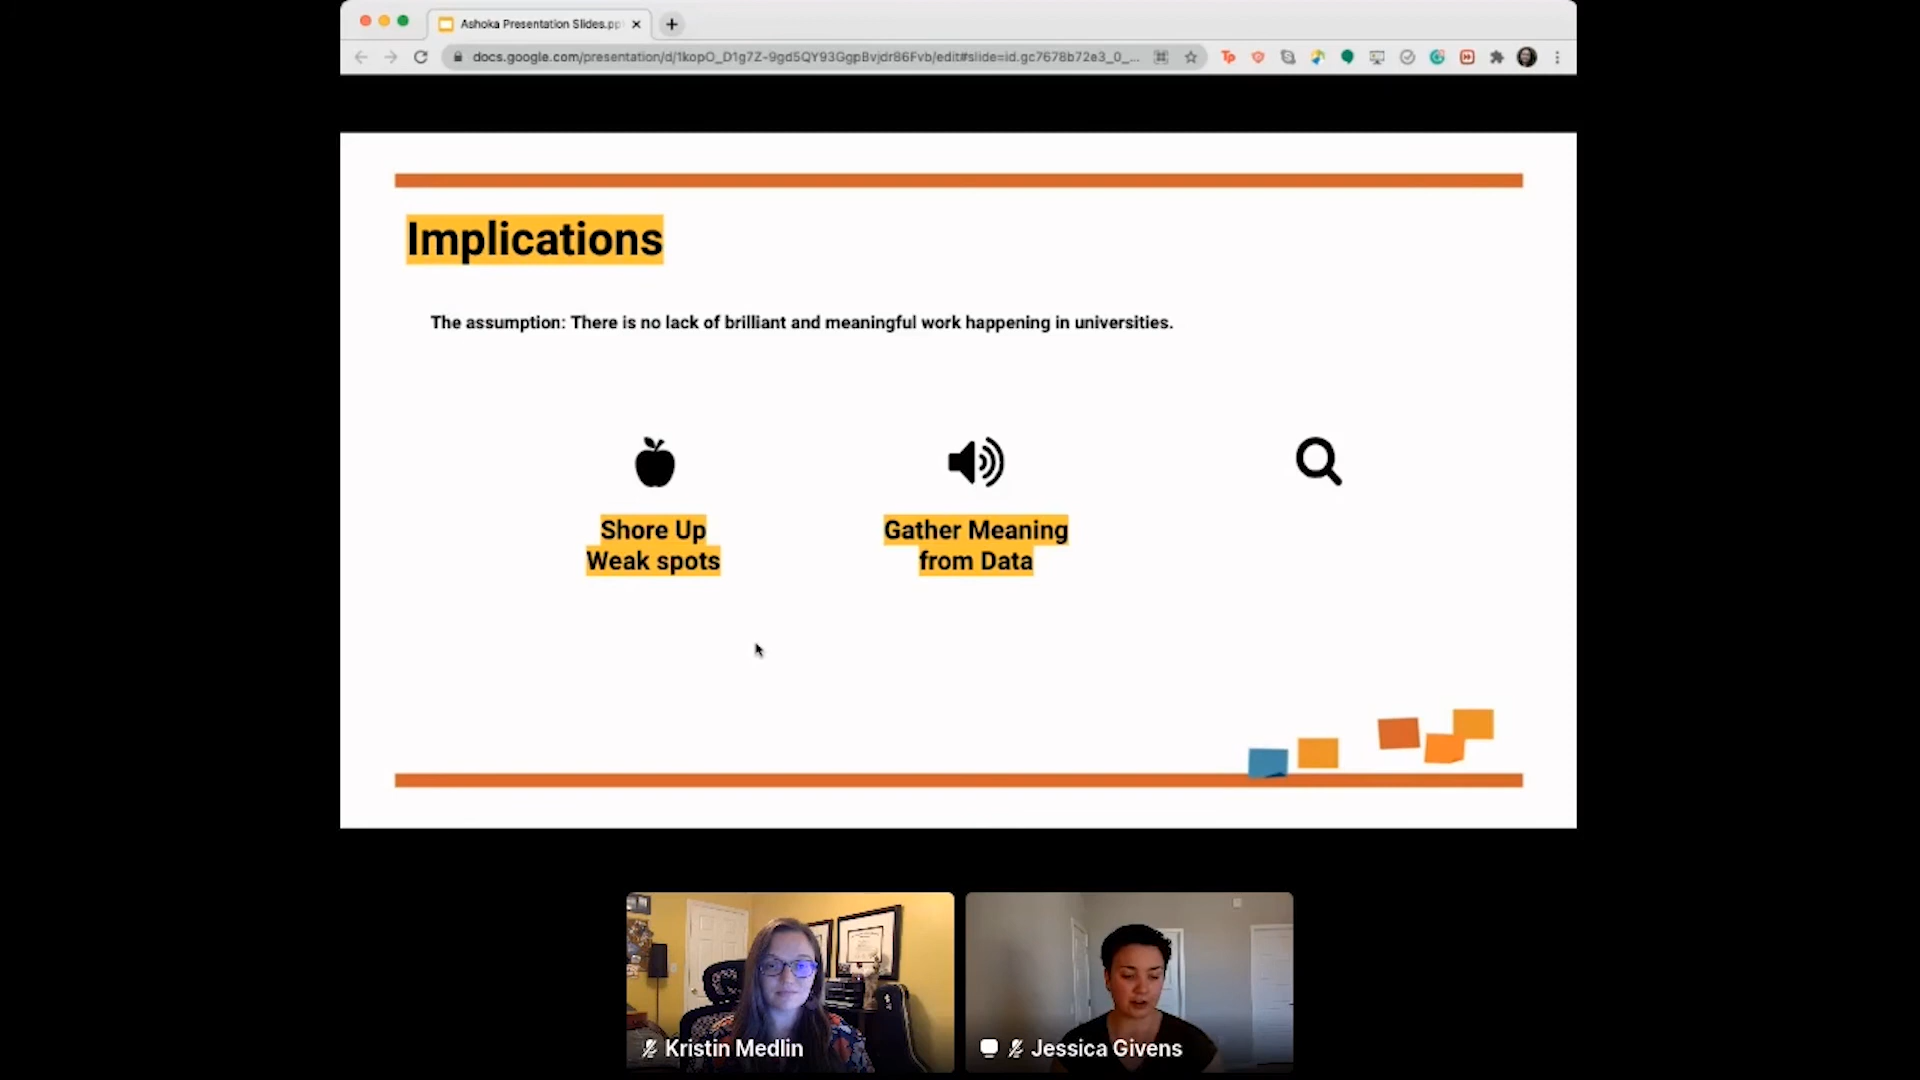 Ashoka Presentation Slides.pp
docs.google.com/presentation/d/1kopO_D1g7Z-9gd5QY93GgpBvjdr86Fvb/edit#slide=id.gc7678b72e3_0_...
Tp
Implications
The assumption: There is no lack of brilliant and meaningful work happening in universities.
Shore Up
Weak spots
Gather Meaning
from Data
Kristin Medlin
Jessica Givens